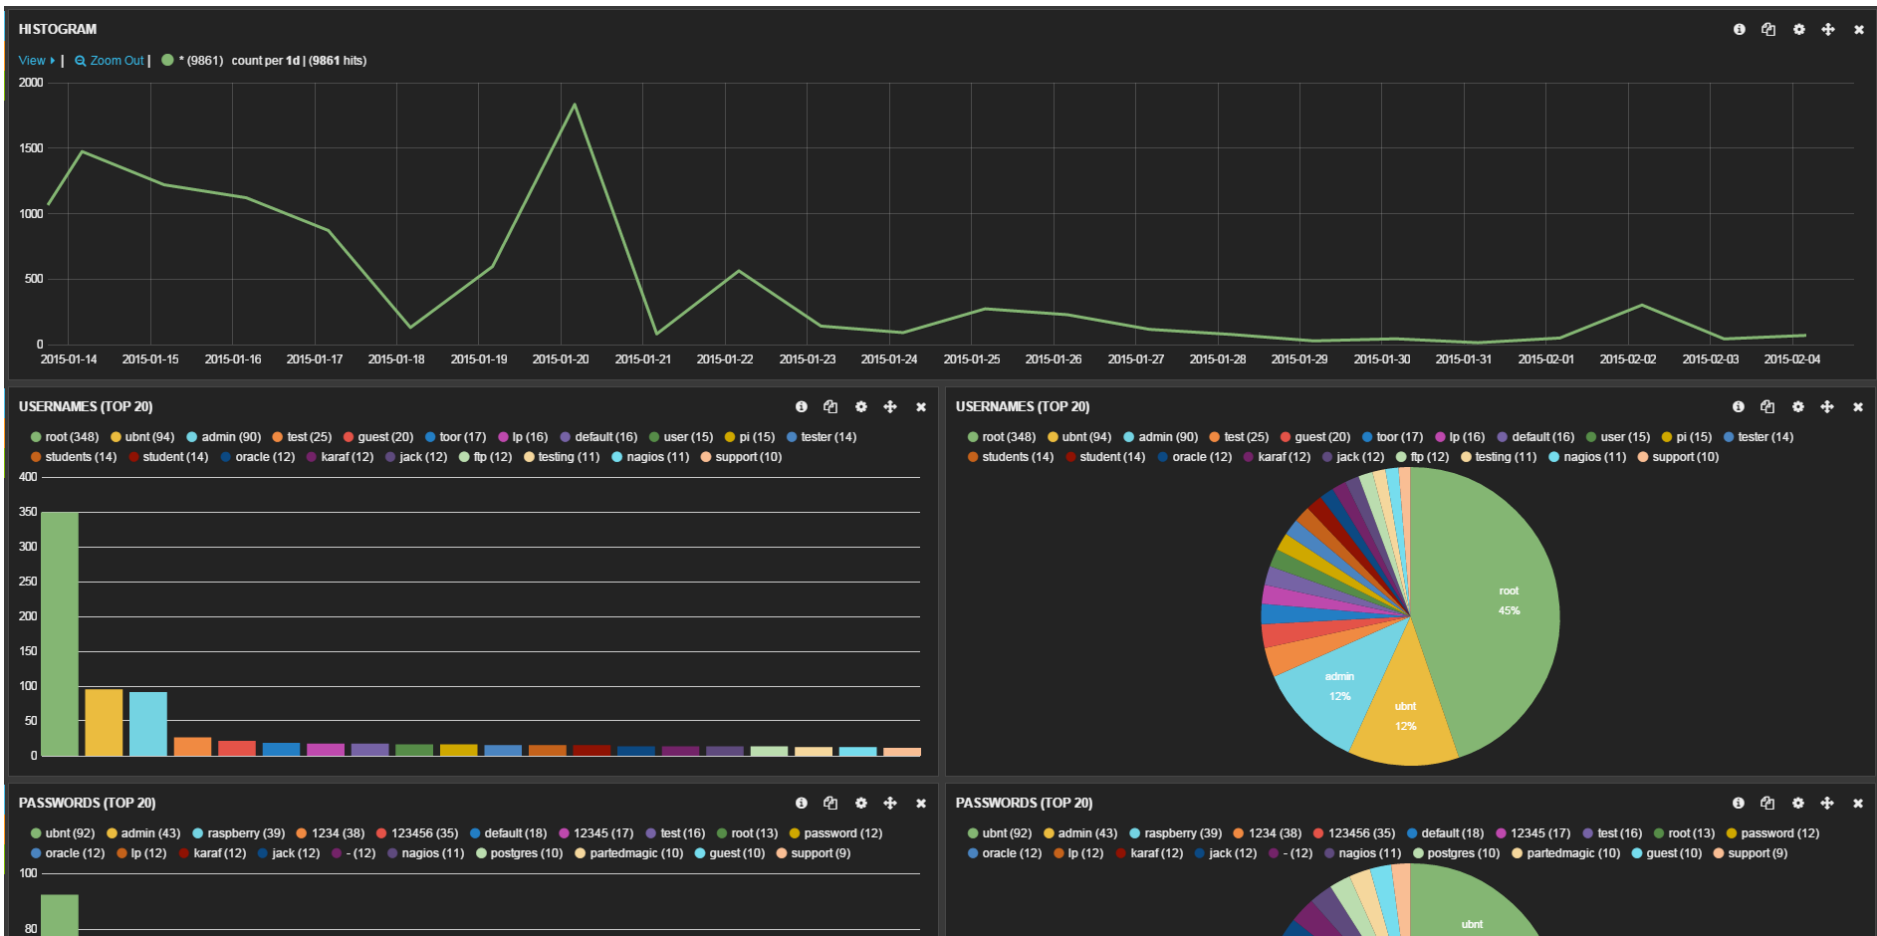 HISTOGRAM
View | Zoom Out | * (9861) count per 1d | (9861 hits)
2000
1500
1000
500
0
2015-01-14 2015-01-15 2015-01-16 2015-01-17 2015-01-18 2015-01-19 2015-01-20 2015-01-21 2015-01-22 2015-01-23 2015-01-24 2015-01-25 2015-01-26 2015-01-27 2015-01-28 2015-01-29 2015-01-30 2015-01-31 2015-02-01 2015-02-02 2015-02-03 2015-02-04
USERNAMES (TOP 20)
root (348) ubnt (94) admin (90) test (25) guest (20) toor (17) lp (16) default (16) user (15) pi (15) tester (14)
students (14) student (14) oracle (12) karaf (12) jack (12) ftp (12) testing (11) nagios (11) support (10)
400
350
300
250
200
150
100
50
0
USERNAMES (TOP 20)
root (348) ubnt (94) admin (90) test (25) guest (20) toor (17) lp (16) default (16) user (15) pi (15) tester (14)
students (14) student (14) oracle (12) karaf (12) jack (12) ftp (12) testing (11) nagios (11) support (10)
root
45%
admin
12%
ubnt
12%
PASSWORDS (TOP 20)
ubnt (92) admin (43) raspberry (39) 1234 (38) 123456 (35) default (18) 12345 (17) test (16) root (13) password (12)
oracle (12) lp (12) karaf (12) jack (12) - (12) nagios (11) postgres (10) partedmagic (10) guest (10) support (9)
100
80
PASSWORDS (TOP 20)
ubnt (92) admin (43) raspberry (39) 1234 (38) 123456 (35) default (18) 12345 (17) test (16) root (13) password (12)
oracle (12) lp (12) karaf (12) jack (12) - (12) nagios (11) postgres (10) partedmagic (10) guest (10) support (9)
ubnt